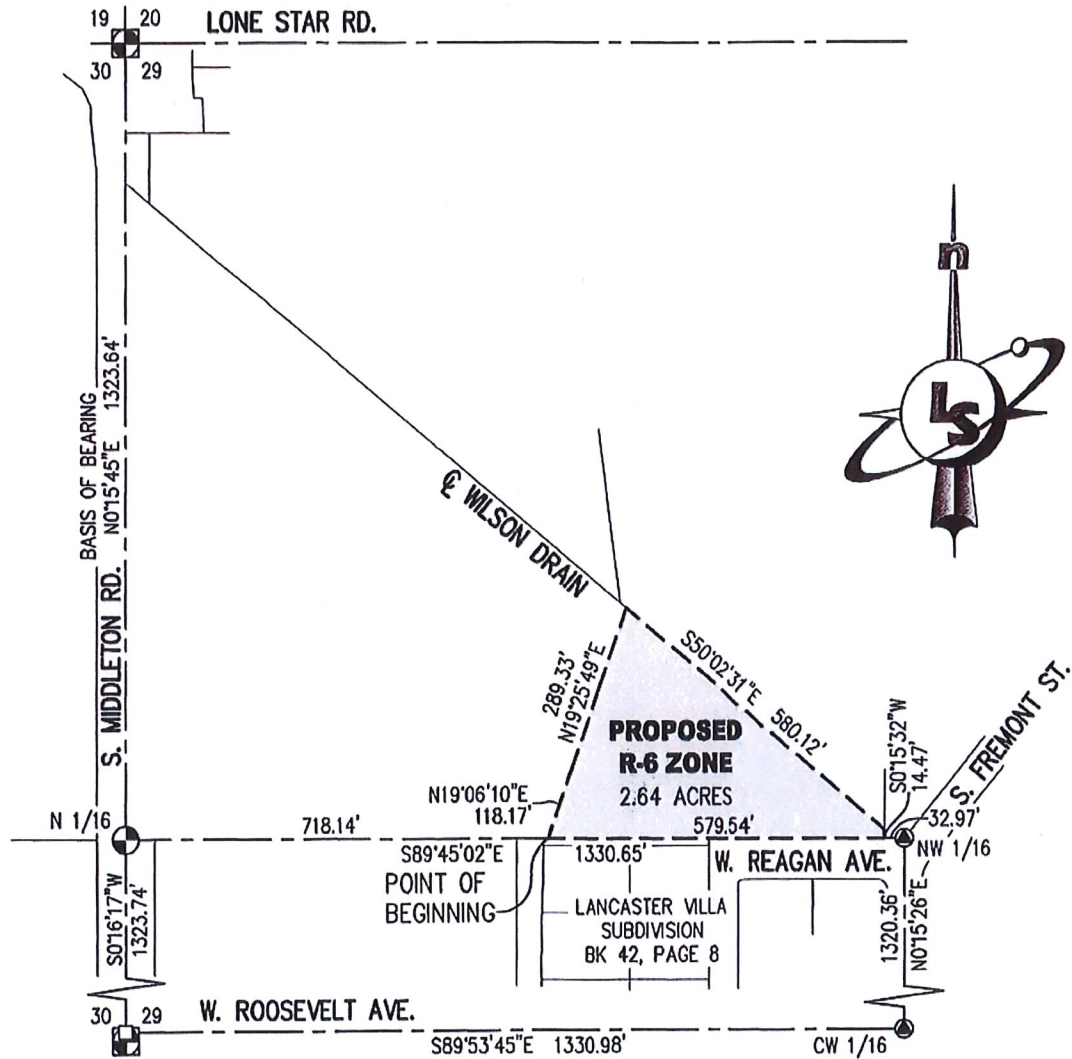 19 20
LONE STAR RD.
30 29
BASIS OF BEARING
N0°15'45"E 1323.64'
S. MIDDLETON RD.
n
LS
℄ WILSON DRAIN
S50°02'31"E
580.12'
289.33'
N19°25'49"E
PROPOSED
R-6 ZONE
2.64 ACRES
S0°15'32"W
14.47'
S. FREMONT ST.
N19°06'10"E
118.17'
N 1/16
718.14'
579.54'
32.97'
NW 1/16
S89°45'02"E
1330.65'
W. REAGAN AVE.
POINT OF
BEGINNING
S0°16'17"W
1323.74'
LANCASTER VILLA
SUBDIVISION
BK 42, PAGE 8
1320.36'
N0°15'26"E
30 29
W. ROOSEVELT AVE.
S89°53'45"E 1330.98'
CW 1/16